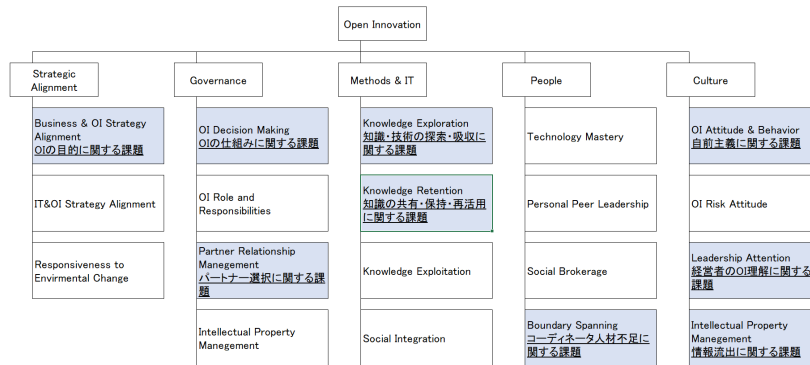 Open Innovation
Strategic
Alignment
Governance
Methods & IT
People
Culture
Business & OI Strategy
Alignment
OIの目的に関する課題
OI Decision Making
OIの仕組みに関する課題
Knowledge Exploration
知識・技術の探索・吸収に
関する課題
Technology Mastery
OI Attitude & Behavior
自前主義に関する課題
IT&OI Strategy Alignment
OI Role and
Responsibilities
Knowledge Retention
知識の共有・保持・再活用
に関する課題
Personal Peer Leadership
OI Risk Attitude
Responsiveness to
Envirmental Change
Partner Relationship
Manegement
パートナー選択に関する課
題
Knowledge Exploitation
Social Brokerage
Leadership Attention
経営者のOI理解に関する
課題
Intellectual Property
Manegement
Social Integration
Boundary Spanning
コーディネータ人材不足に
関する課題
Intellectual Property
Manegement
情報流出に関する課題